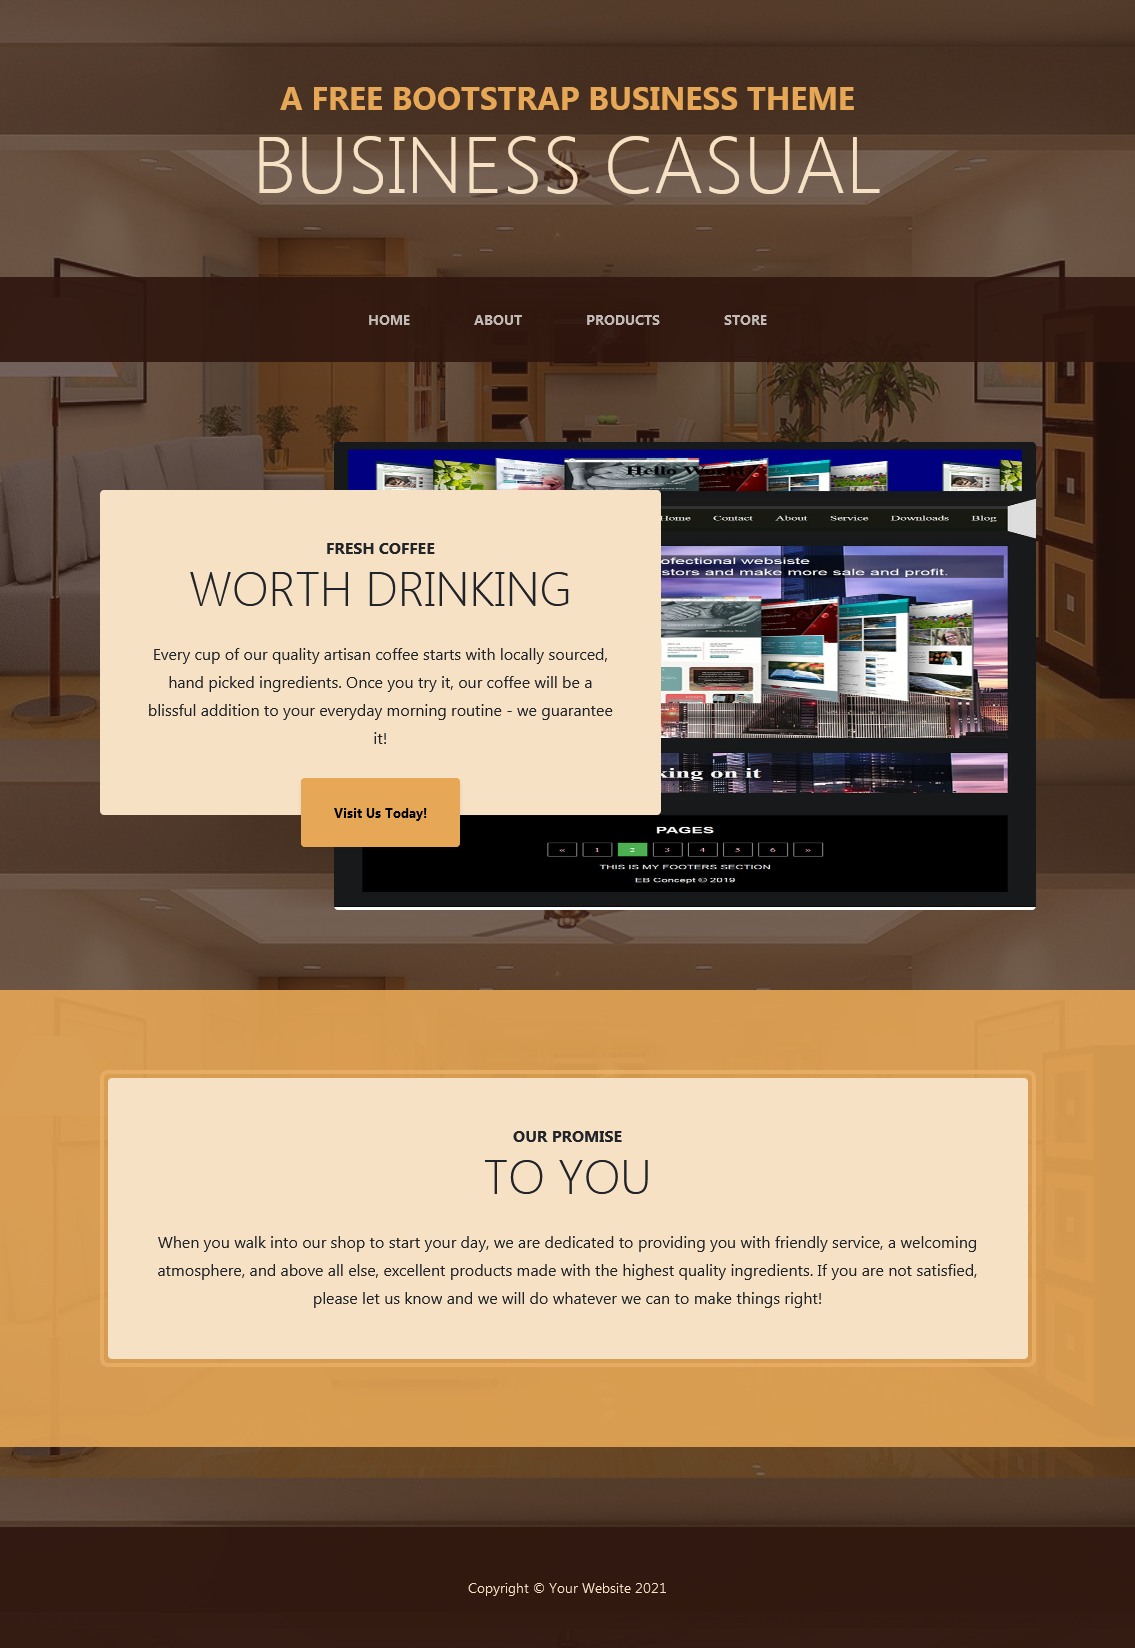 A FREE BOOTSTRAP BUSINESS THEME
BUSINESS CASUAL
HOME ABOUT PRODUCTS STORE
Hello
Home Contact About Service Downloads Blog
ofectional websiste
stors and make more sale and profit.
king on it
PAGES
« 1 2 3 4 5 6 »
THIS IS MY FOOTERS SECTION
EB Concept © 2019
FRESH COFFEE
WORTH DRINKING
Every cup of our quality artisan coffee starts with locally sourced,
hand picked ingredients. Once you try it, our coffee will be a
blissful addition to your everyday morning routine - we guarantee
it!
Visit Us Today!
OUR PROMISE
TO YOU
When you walk into our shop to start your day, we are dedicated to providing you with friendly service, a welcoming
atmosphere, and above all else, excellent products made with the highest quality ingredients. If you are not satisfied,
please let us know and we will do whatever we can to make things right!
Copyright © Your Website 2021